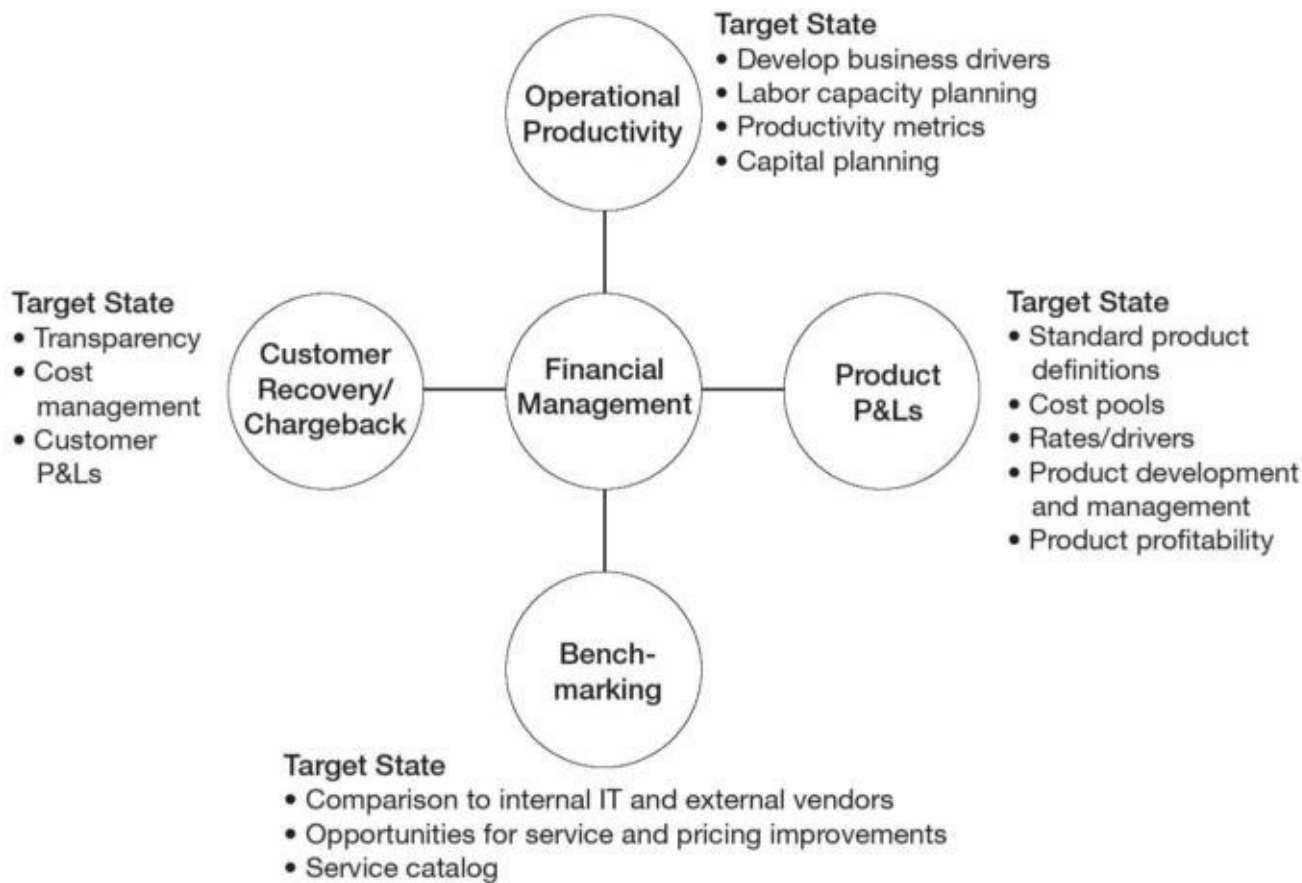 Operational
Productivity
Target State
• Develop business drivers
• Labor capacity planning
• Productivity metrics
• Capital planning
Target State
• Transparency
• Cost
management
• Customer
P&Ls
Customer
Recovery/
Chargeback
Financial
Management
Product
P&Ls
Target State
• Standard product
definitions
• Cost pools
• Rates/drivers
• Product development
and management
• Product profitability
Bench-
marking
Target State
• Comparison to internal IT and external vendors
• Opportunities for service and pricing improvements
• Service catalog